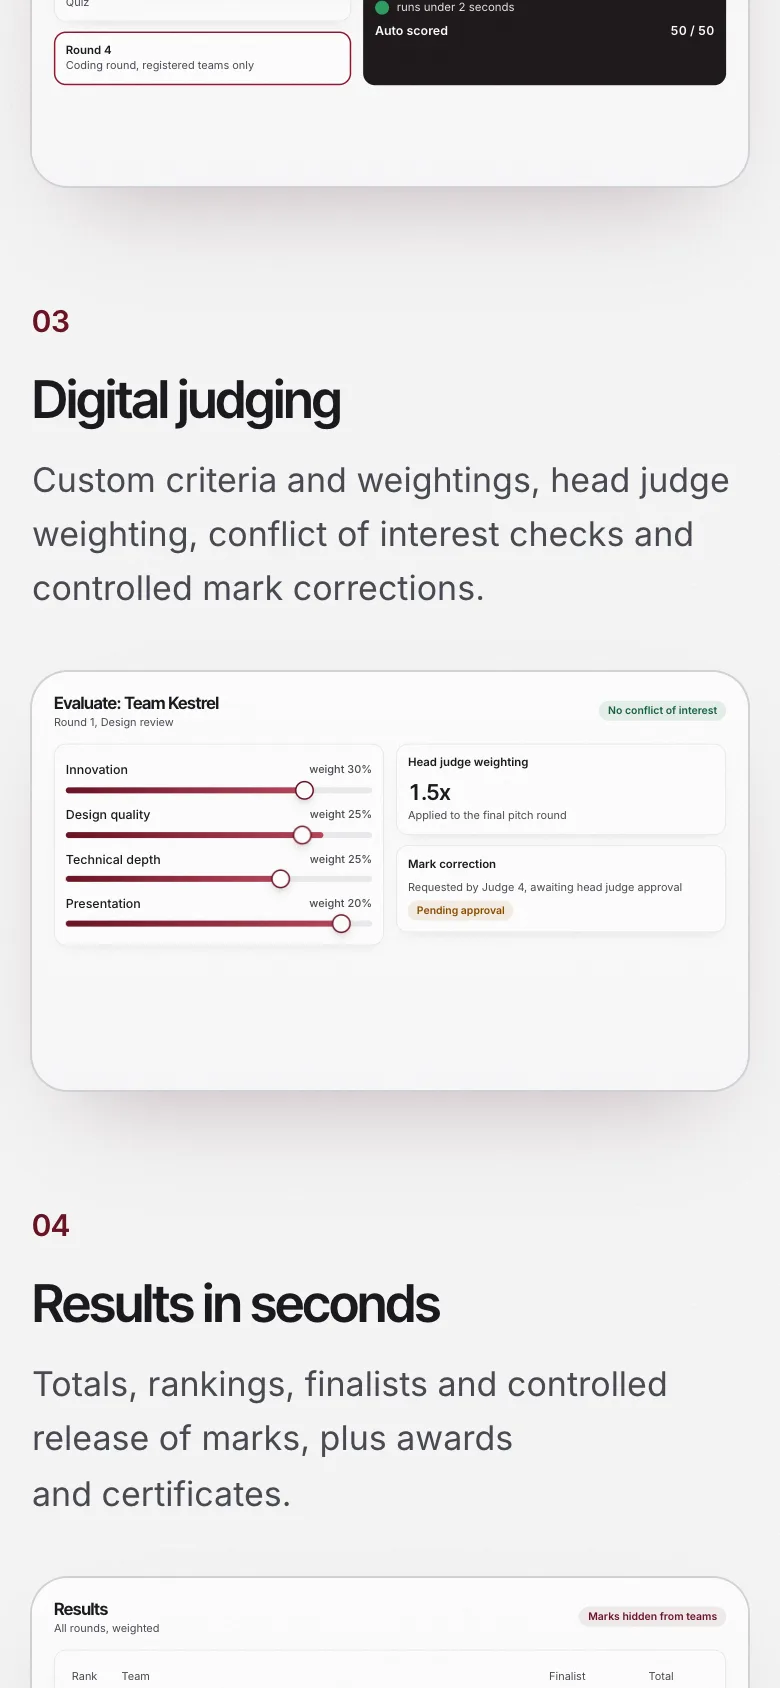 Quiz
runs under 2 seconds
Auto scored 50 / 50
Round 4
Coding round, registered teams only
03
Digital judging
Custom criteria and weightings, head judge
weighting, conflict of interest checks and
controlled mark corrections.
Evaluate: Team Kestrel
Round 1, Design review
No conflict of interest
Innovation weight 30%
Design quality weight 25%
Technical depth weight 25%
Presentation weight 20%
Head judge weighting
1.5x
Applied to the final pitch round
Mark correction
Requested by Judge 4, awaiting head judge approval
Pending approval
04
Results in seconds
Totals, rankings, finalists and controlled
release of marks, plus awards
and certificates.
Results
All rounds, weighted
Marks hidden from teams
Rank Team Finalist Total